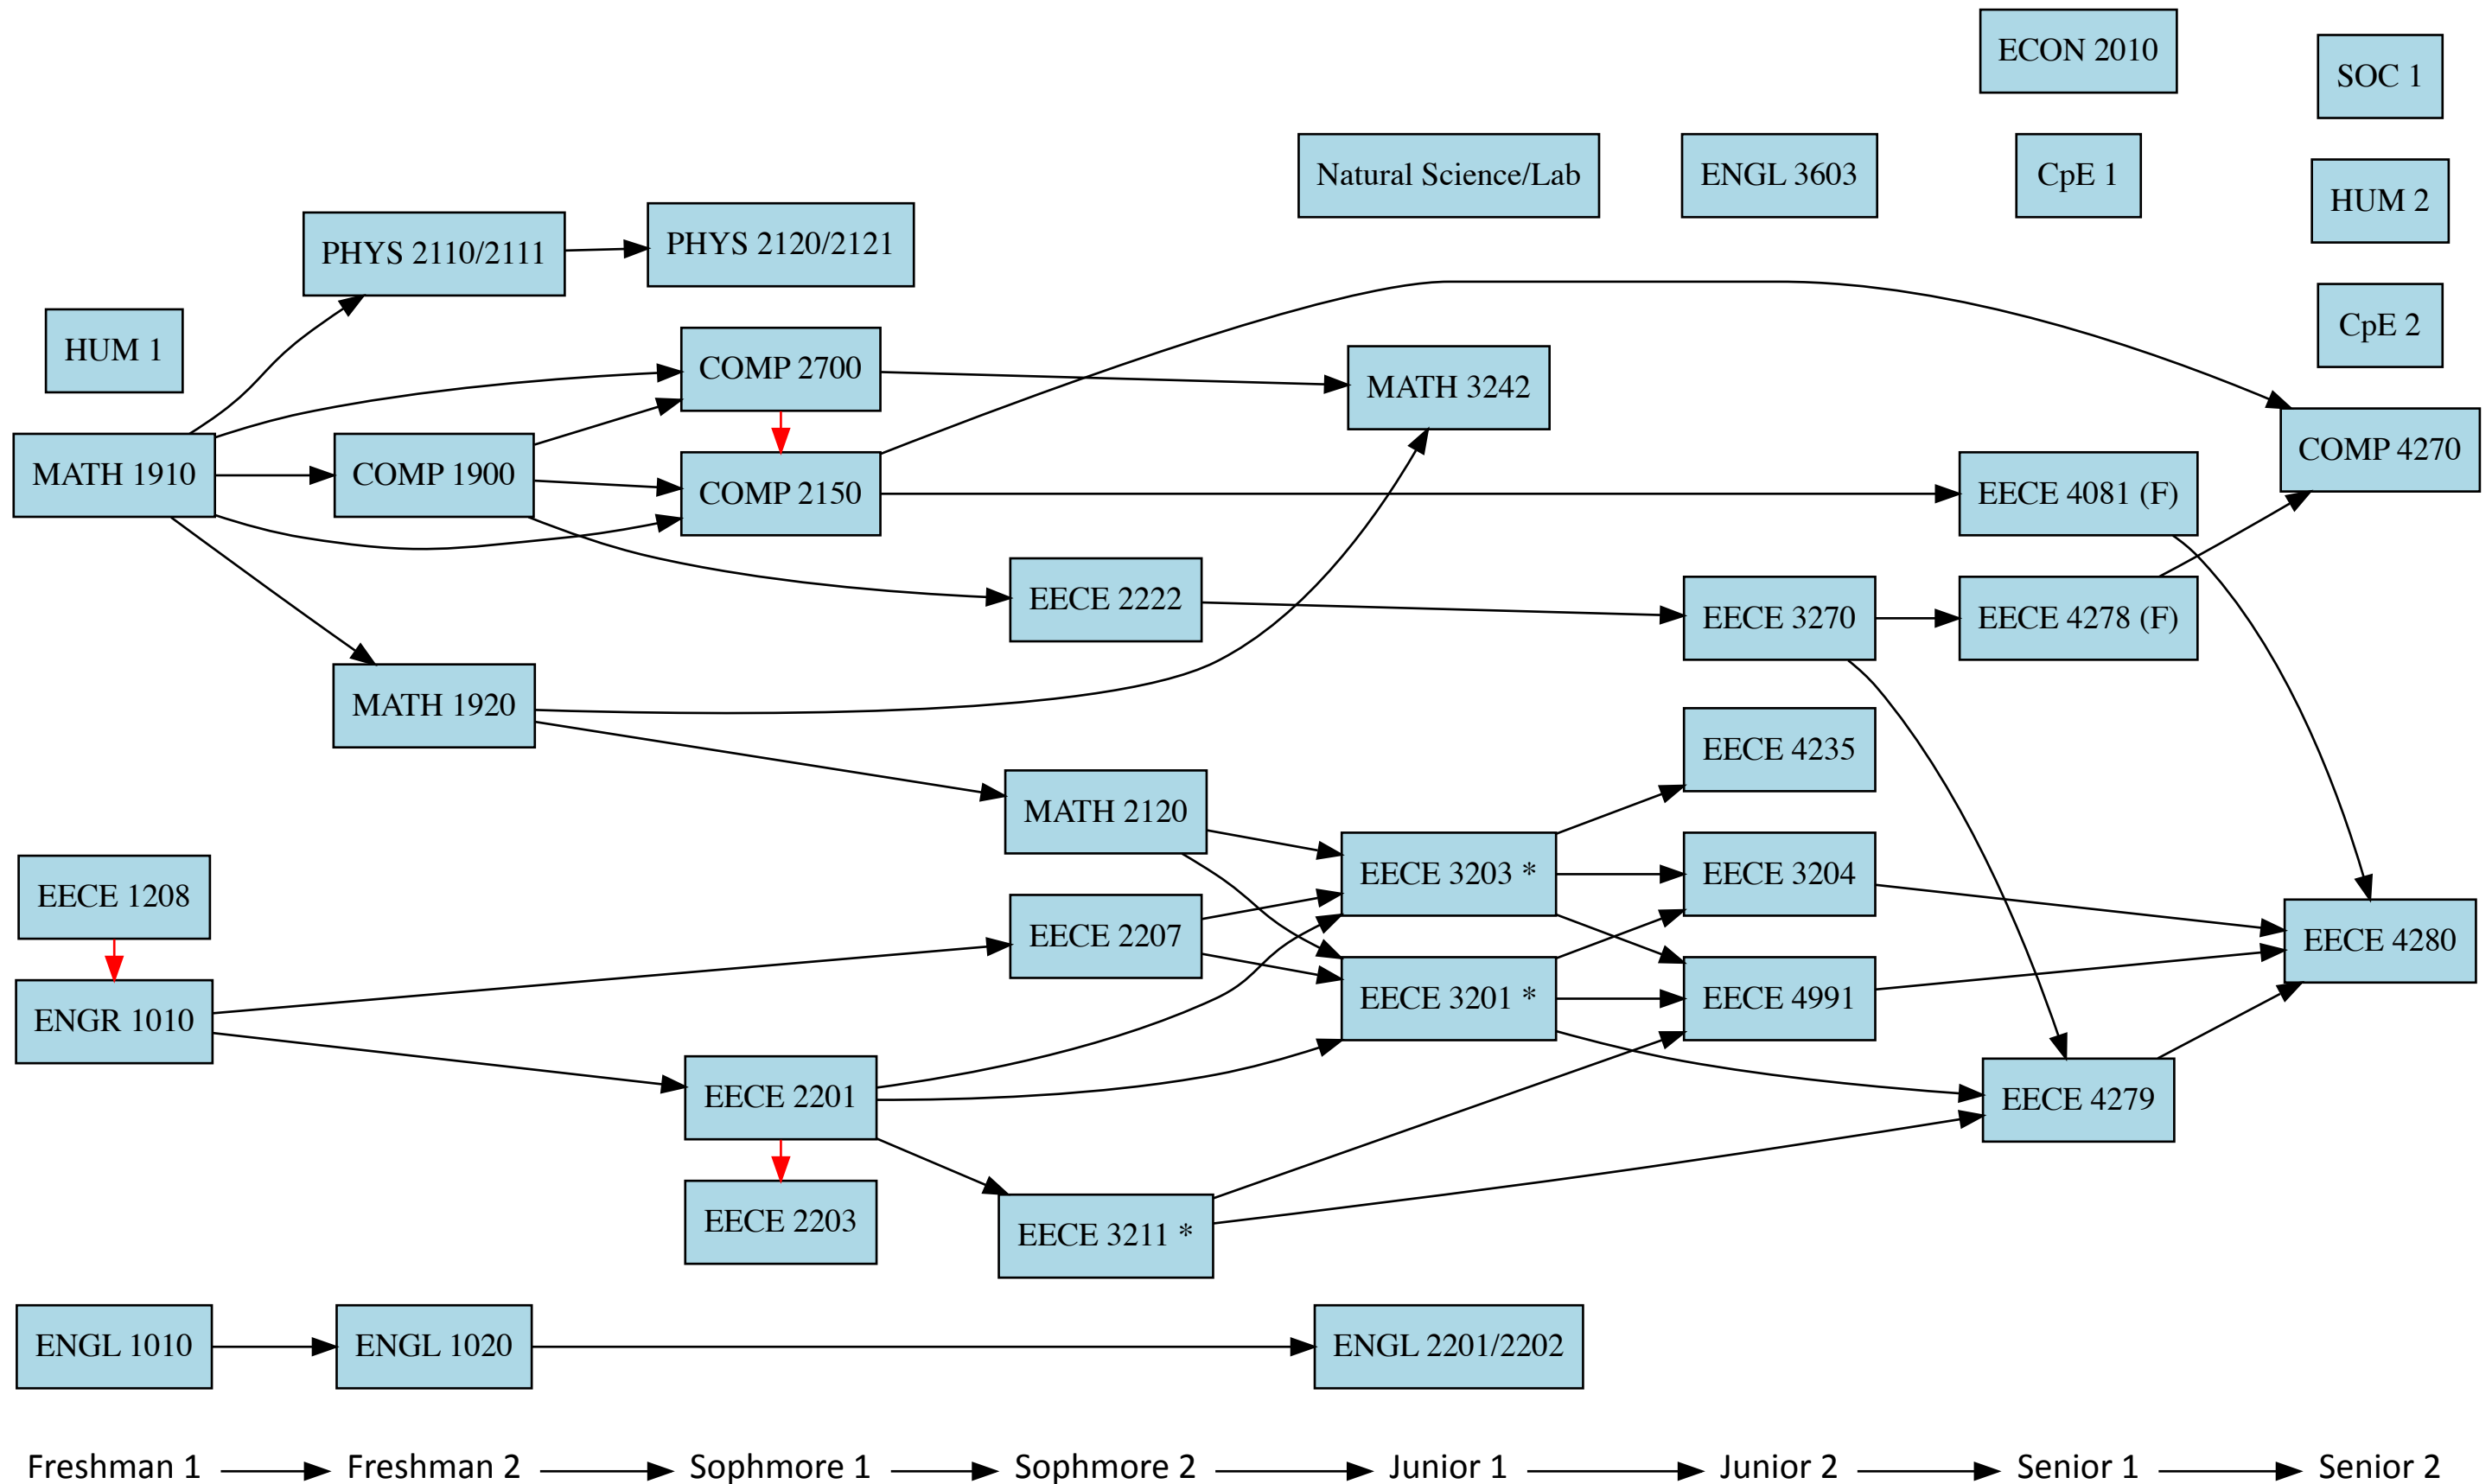 ECON 2010
SOC 1
Natural Science/Lab
ENGL 3603
CpE 1
HUM 2
PHYS 2110/2111
PHYS 2120/2121
HUM 1
COMP 2700
MATH 3242
CpE 2
MATH 1910
COMP 1900
COMP 2150
EECE 4081 (F)
COMP 4270
EECE 2222
EECE 3270
EECE 4278 (F)
MATH 1920
EECE 4235
MATH 2120
EECE 1208
EECE 3203 *
EECE 3204
EECE 2207
EECE 4280
ENGR 1010
EECE 3201 *
EECE 4991
EECE 2201
EECE 4279
EECE 2203
EECE 3211 *
ENGL 1010
ENGL 1020
ENGL 2201/2202
Freshman 1
Freshman 2
Sophmore 1
Sophmore 2
Junior 1
Junior 2
Senior 1
Senior 2